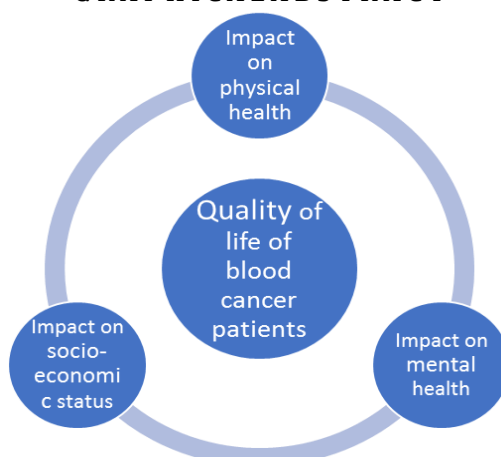 Impact
on
physical
health
Quality of
life of
blood
cancer
patients
Impact on
socio-
economi
c status
Impact on
mental
health